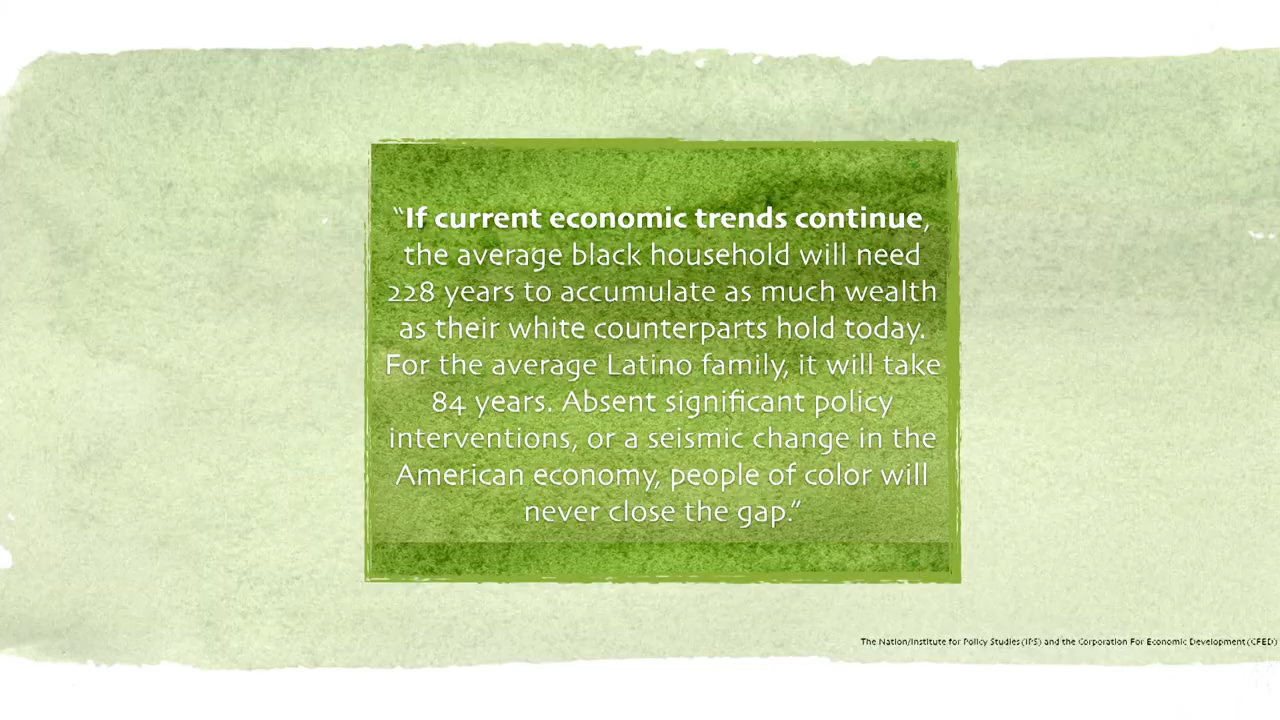 “If current economic trends continue,
the average black household will need
228 years to accumulate as much wealth
as their white counterparts hold today.
For the average Latino family, it will take
84 years. Absent significant policy
interventions, or a seismic change in the
American economy, people of color will
never close the gap.”
The Nation/Institute for Policy Studies (IPS) and the Corporation For Economic Development (CFED)